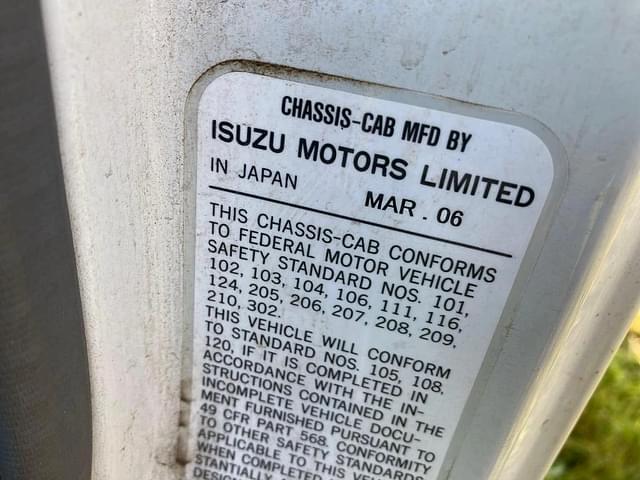 CHASSIS-CAB MFD BY
ISUZU MOTORS LIMITED
IN JAPAN MAR . 06
THIS CHASSIS-CAB CONFORMS
TO FEDERAL MOTOR VEHICLE
SAFETY STANDARD NOS. 101,
102, 103, 104, 106, 111, 116,
124, 205, 206, 207, 208, 209,
210, 302.
THIS VEHICLE WILL CONFORM
TO STANDARD NOS. 105, 108,
120, IF IT IS COMPLETED IN
ACCORDANCE WITH THE IN-
STRUCTIONS CONTAINED IN THE
INCOMPLETE VEHICLE DOCU-
MENT FURNISHED PURSUANT TO
49 CFR PART 568. CONFORMITY
TO OTHER SAFETY STANDARDS
APPLICABLE TO THIS
WHEN COMPLETED